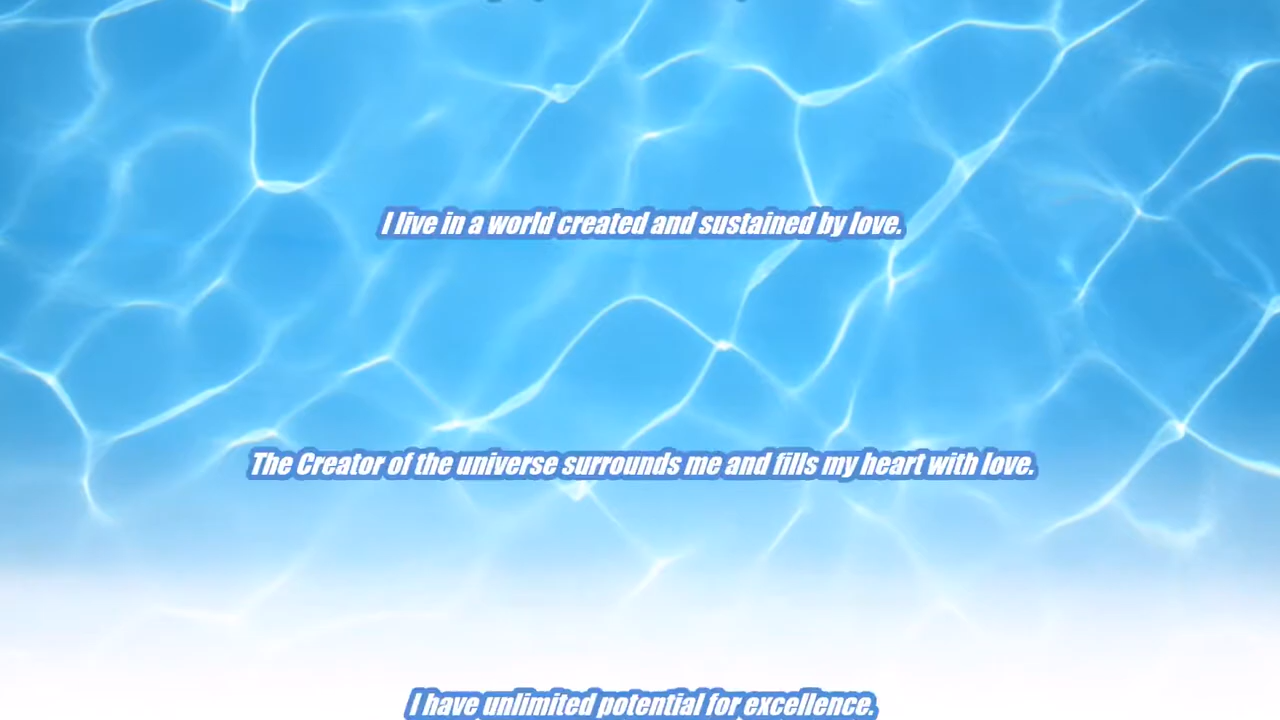 I live in a world created and sustained by love.
The Creator of the universe surrounds me and fills my heart with love.
I have unlimited potential for excellence.